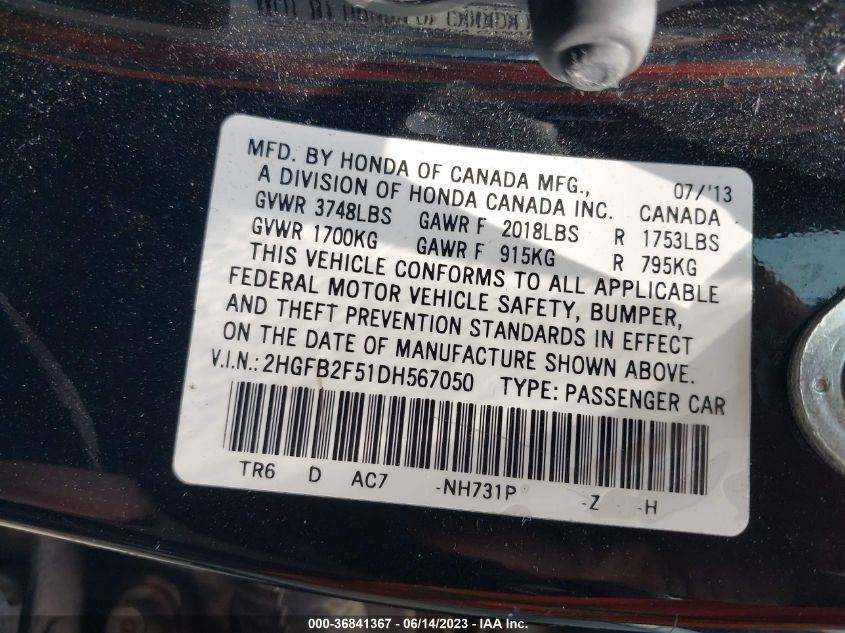 MFD. BY HONDA OF CANADA MFG., 07/'13
A DIVISION OF HONDA CANADA INC. CANADA
GVWR 3748LBS GAWR F 2018LBS R 1753LBS
GVWR 1700KG GAWR F 915KG R 795KG
THIS VEHICLE CONFORMS TO ALL APPLICABLE
FEDERAL MOTOR VEHICLE SAFETY, BUMPER,
AND THEFT PREVENTION STANDARDS IN EFFECT
ON THE DATE OF MANUFACTURE SHOWN ABOVE.
V.I.N.: 2HGFB2F51DH567050 TYPE: PASSENGER CAR
TR6 D AC7 -NH731P -Z -H
000-36841367 - 06/14/2023 - IAA Inc.